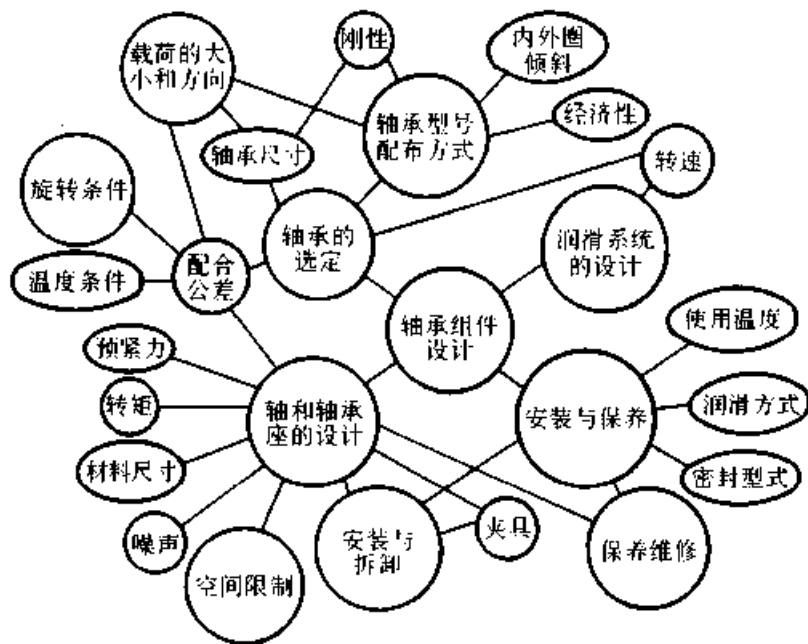 载荷的大
小和方向
刚性
内外圈
倾斜
轴承型号
配布方式
经济性
轴承尺寸
转速
旋转条件
轴承的
选定
润滑系统
的设计
配合
公差
温度条件
轴承组件
设计
使用温度
预紧力
转矩
轴和轴承
座的设计
安装与保养
润滑方式
材料尺寸
密封型式
噪声
安装与
拆卸
夹具
保养维修
空间限制